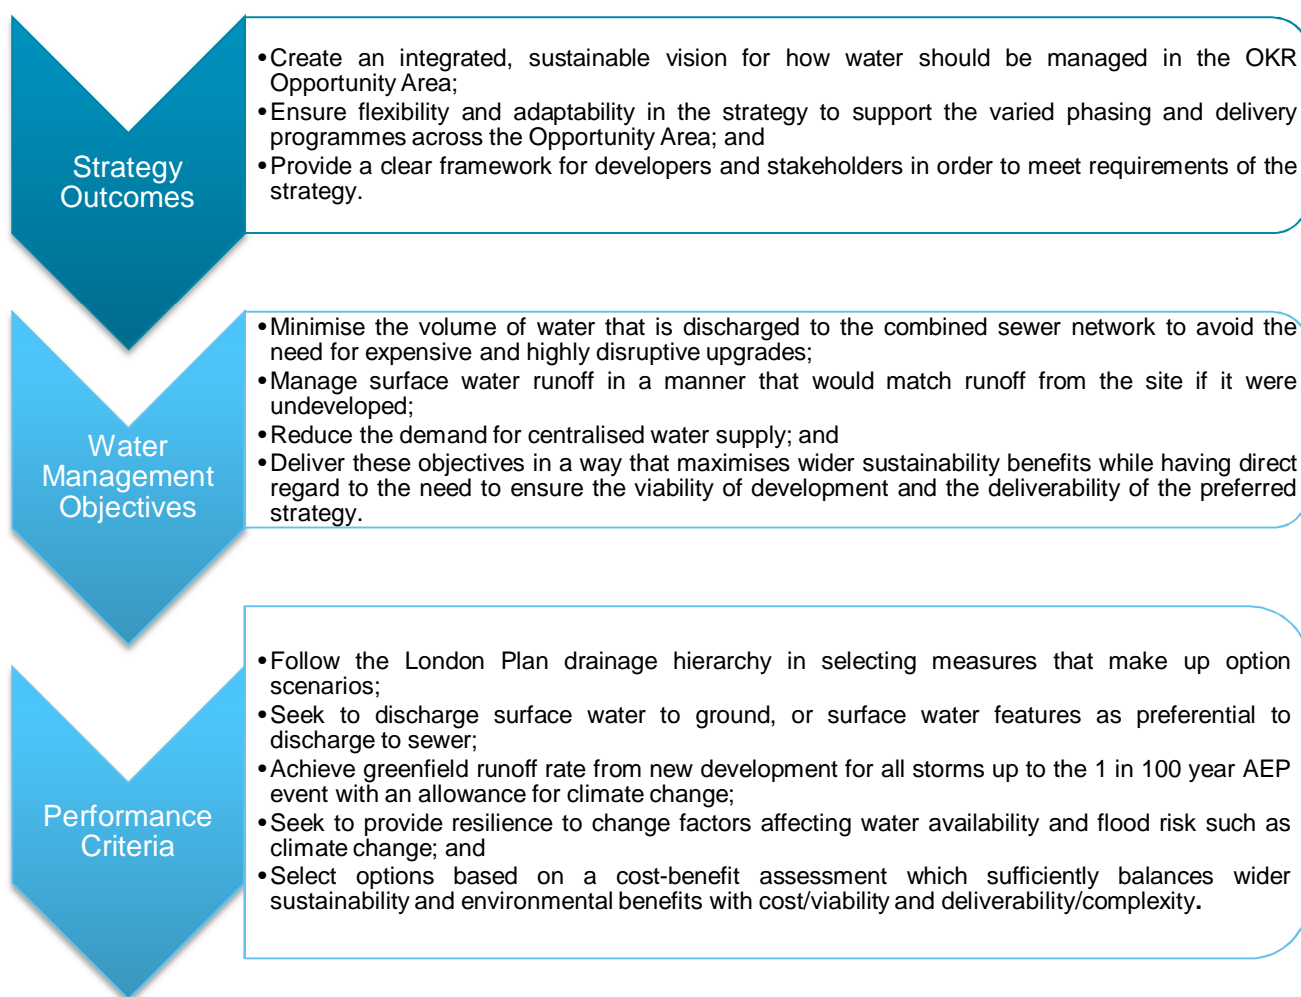 Strategy
Outcomes
•Create an integrated, sustainable vision for how water should be managed in the OKR
Opportunity Area;
•Ensure flexibility and adaptability in the strategy to support the varied phasing and delivery
programmes across the Opportunity Area; and
•Provide a clear framework for developers and stakeholders in order to meet requirements of the
strategy.
Water
Management
Objectives
•Minimise the volume of water that is discharged to the combined sewer network to avoid the
need for expensive and highly disruptive upgrades;
•Manage surface water runoff in a manner that would match runoff from the site if it were
undeveloped;
•Reduce the demand for centralised water supply; and
•Deliver these objectives in a way that maximises wider sustainability benefits while having direct
regard to the need to ensure the viability of development and the deliverability of the preferred
strategy.
Performance
Criteria
•Follow the London Plan drainage hierarchy in selecting measures that make up option
scenarios;
•Seek to discharge surface water to ground, or surface water features as preferential to
discharge to sewer;
•Achieve greenfield runoff rate from new development for all storms up to the 1 in 100 year AEP
event with an allowance for climate change;
•Seek to provide resilience to change factors affecting water availability and flood risk such as
climate change; and
•Select options based on a cost-benefit assessment which sufficiently balances wider
sustainability and environmental benefits with cost/viability and deliverability/complexity.